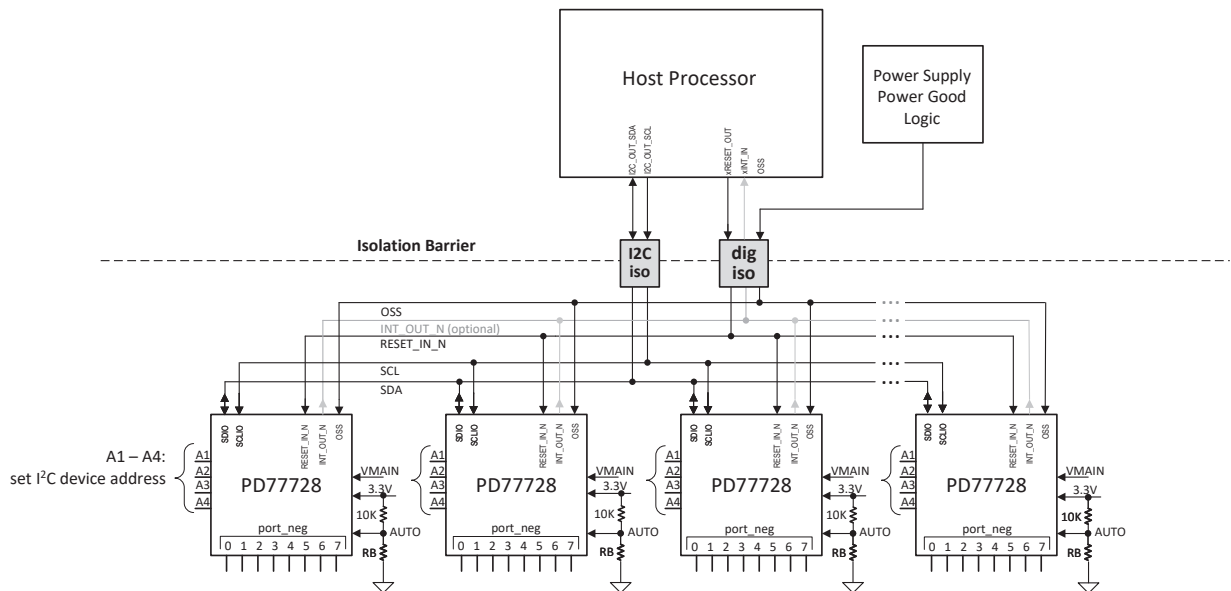 Host Processor
Power Supply
Power Good
Logic
I2C_OUT_SDA
I2C_OUT_SCL
xRESET_OUT
xINT_IN
OSS
Isolation Barrier
I2C
iso
dig
iso
OSS
INT_OUT_N (optional)
RESET_IN_N
SCL
SDA
...
...
...
...
...
A1 – A4:
set I²C device address
SDIO
SCLIO
RESET_IN_N
INT_OUT_N
OSS
A1
A2
A3
A4
PD77728
VMAIN
3.3V
10K
AUTO
RB
port_neg
0 1 2 3 4 5 6 7
SDIO
SCLIO
RESET_IN_N
INT_OUT_N
OSS
A1
A2
A3
A4
PD77728
VMAIN
3.3V
10K
AUTO
RB
port_neg
0 1 2 3 4 5 6 7
SDIO
SCLIO
RESET_IN_N
INT_OUT_N
OSS
A1
A2
A3
A4
PD77728
VMAIN
3.3V
10K
AUTO
RB
port_neg
0 1 2 3 4 5 6 7
SDIO
SCLIO
RESET_IN_N
INT_OUT_N
OSS
A1
A2
A3
A4
PD77728
VMAIN
3.3V
10K
AUTO
RB
port_neg
0 1 2 3 4 5 6 7